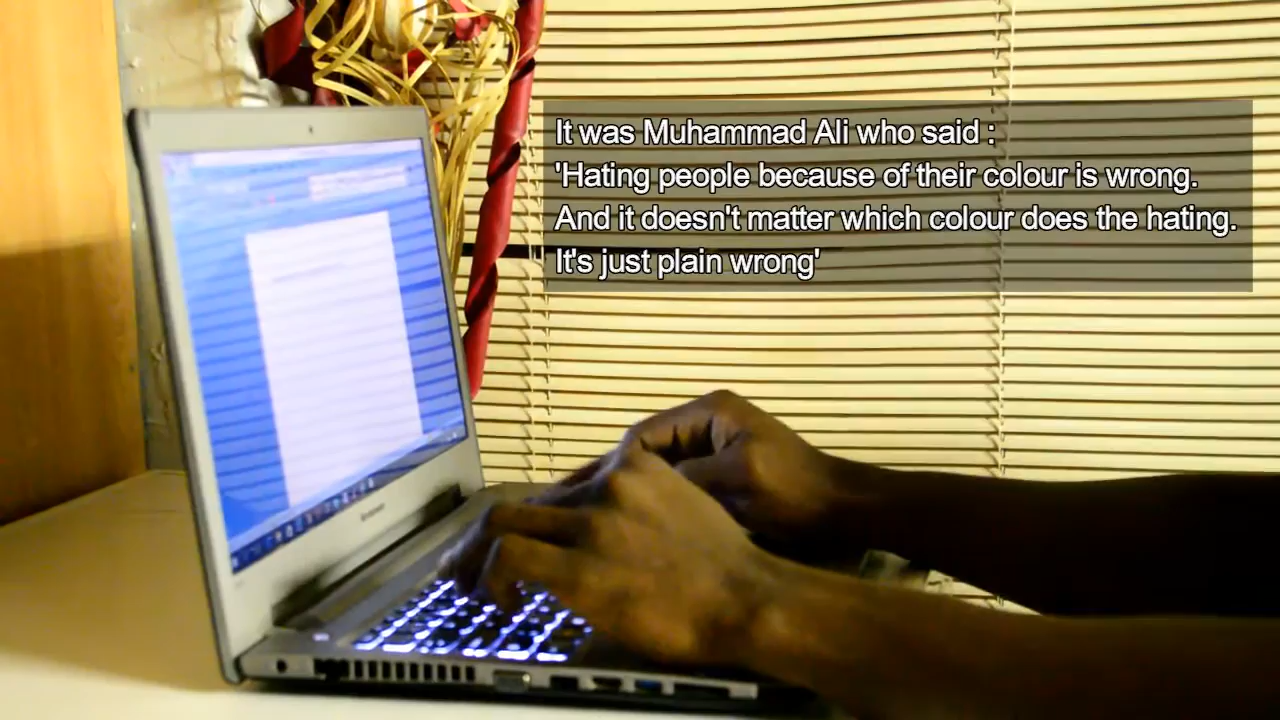 It was Muhammad Ali who said :
'Hating people because of their colour is wrong.
And it doesn't matter which colour does the hating.
It's just plain wrong'